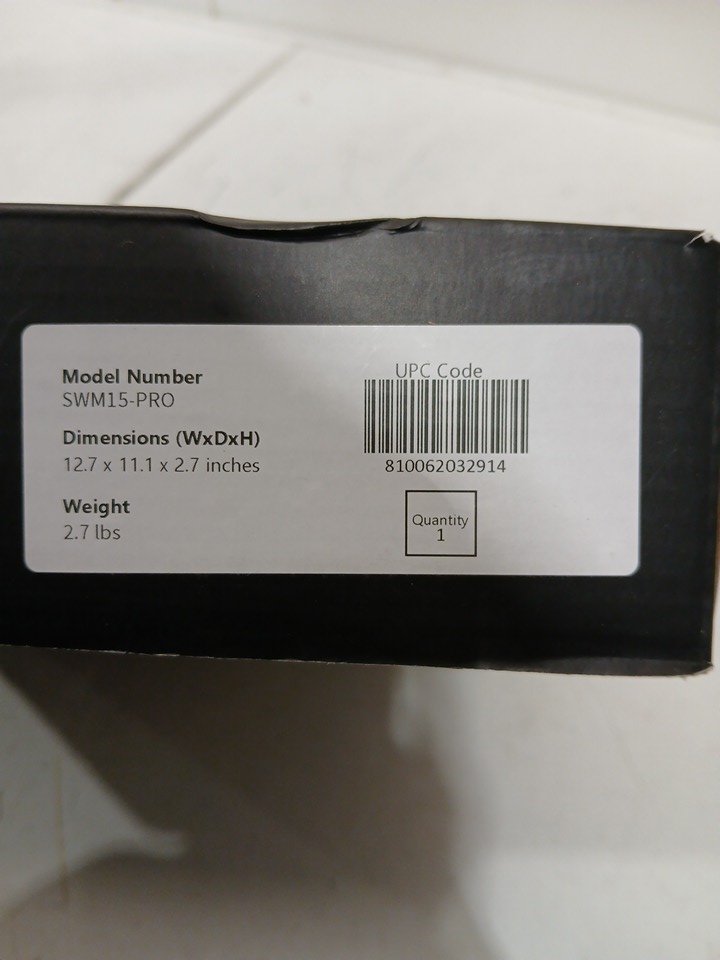 Model Number
SWM15-PRO
Dimensions (WxDxH)
12.7 x 11.1 x 2.7 inches
Weight
2.7 lbs
UPC Code
810062032914
Quantity
1